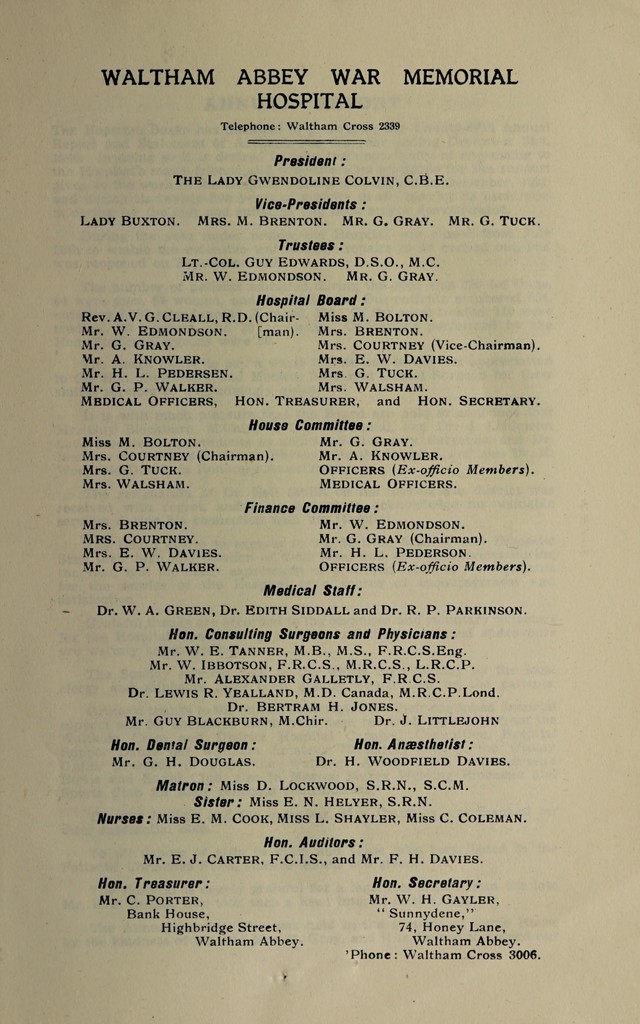 WALTHAM ABBEY WAR MEMORIAL
HOSPITAL
Telephone: Waltham Cross 2339
President:
THE LADY GWENDOLINE COLVIN, C.B.E.
Vice-Presidents:
LADY BUXTON. MRS. M. BRENTON. MR. G. GRAY. MR. G. TUCK.
Trustees:
LT.-COL. GUY EDWARDS, D.S.O., M.C.
MR. W. EDMONDSON. MR. G. GRAY.
Hospital Board:
Rev. A. V. G. CLEALL, R.D. (Chair- Miss M. BOLTON.
Mr. W. EDMONDSON. [man). Mrs. BRENTON.
Mr. G. GRAY. Mrs. COURTNEY (Vice-Chairman).
Mr. A. KNOWLER. Mrs. E. W. DAVIES.
Mr. H. L. PEDERSEN. Mrs. G. TUCK.
Mr. G. P. WALKER. Mrs. WALSHAM.
MEDICAL OFFICERS, HON. TREASURER, and HON. SECRETARY.
House Committee:
Miss M. BOLTON. Mr. G. GRAY.
Mrs. COURTNEY (Chairman). Mr. A. KNOWLER.
Mrs. G. TUCK. OFFICERS (Ex-officio Members).
Mrs. WALSHAM. MEDICAL OFFICERS.
Finance Committee:
Mrs. BRENTON. Mr. W. EDMONDSON.
MRS. COURTNEY. Mr. G. GRAY (Chairman).
Mrs. E. W. DAVIES. Mr. H. L. PEDERSON.
Mr. G. P. WALKER. OFFICERS (Ex-officio Members).
Medical Staff:
Dr. W. A. GREEN, Dr. EDITH SIDDALL and Dr. R. P. PARKINSON.
Hon. Consulting Surgeons and Physicians:
Mr. W. E. TANNER, M.B., M.S., F.R.C.S.Eng.
Mr. W. IBBOTSON, F.R.C.S., M.R.C.S., L.R.C.P.
Mr. ALEXANDER GALLETLY, F.R.C.S.
Dr. LEWIS R. YEALLAND, M.D. Canada, M.R.C.P.Lond.
Dr. BERTRAM H. JONES.
Mr. GUY BLACKBURN, M.Chir. Dr. J. LITTLEJOHN
Hon. Dental Surgeon: Hon. Anæsthetist:
Mr. G. H. DOUGLAS. Dr. H. WOODFIELD DAVIES.
Matron: Miss D. LOCKWOOD, S.R.N., S.C.M.
Sister: Miss E. N. HELYER, S.R.N.
Nurses: Miss E. M. COOK, MISS L. SHAYLER, Miss C. COLEMAN.
Hon. Auditors:
Mr. E. J. CARTER, F.C.I.S., and Mr. F. H. DAVIES.
Hon. Treasurer: Hon. Secretary:
Mr. C. PORTER, Mr. W. H. GAYLER,
Bank House, "Sunnydene,"
Highbridge Street, 74, Honey Lane,
Waltham Abbey. Waltham Abbey.
'Phone: Waltham Cross 3006.